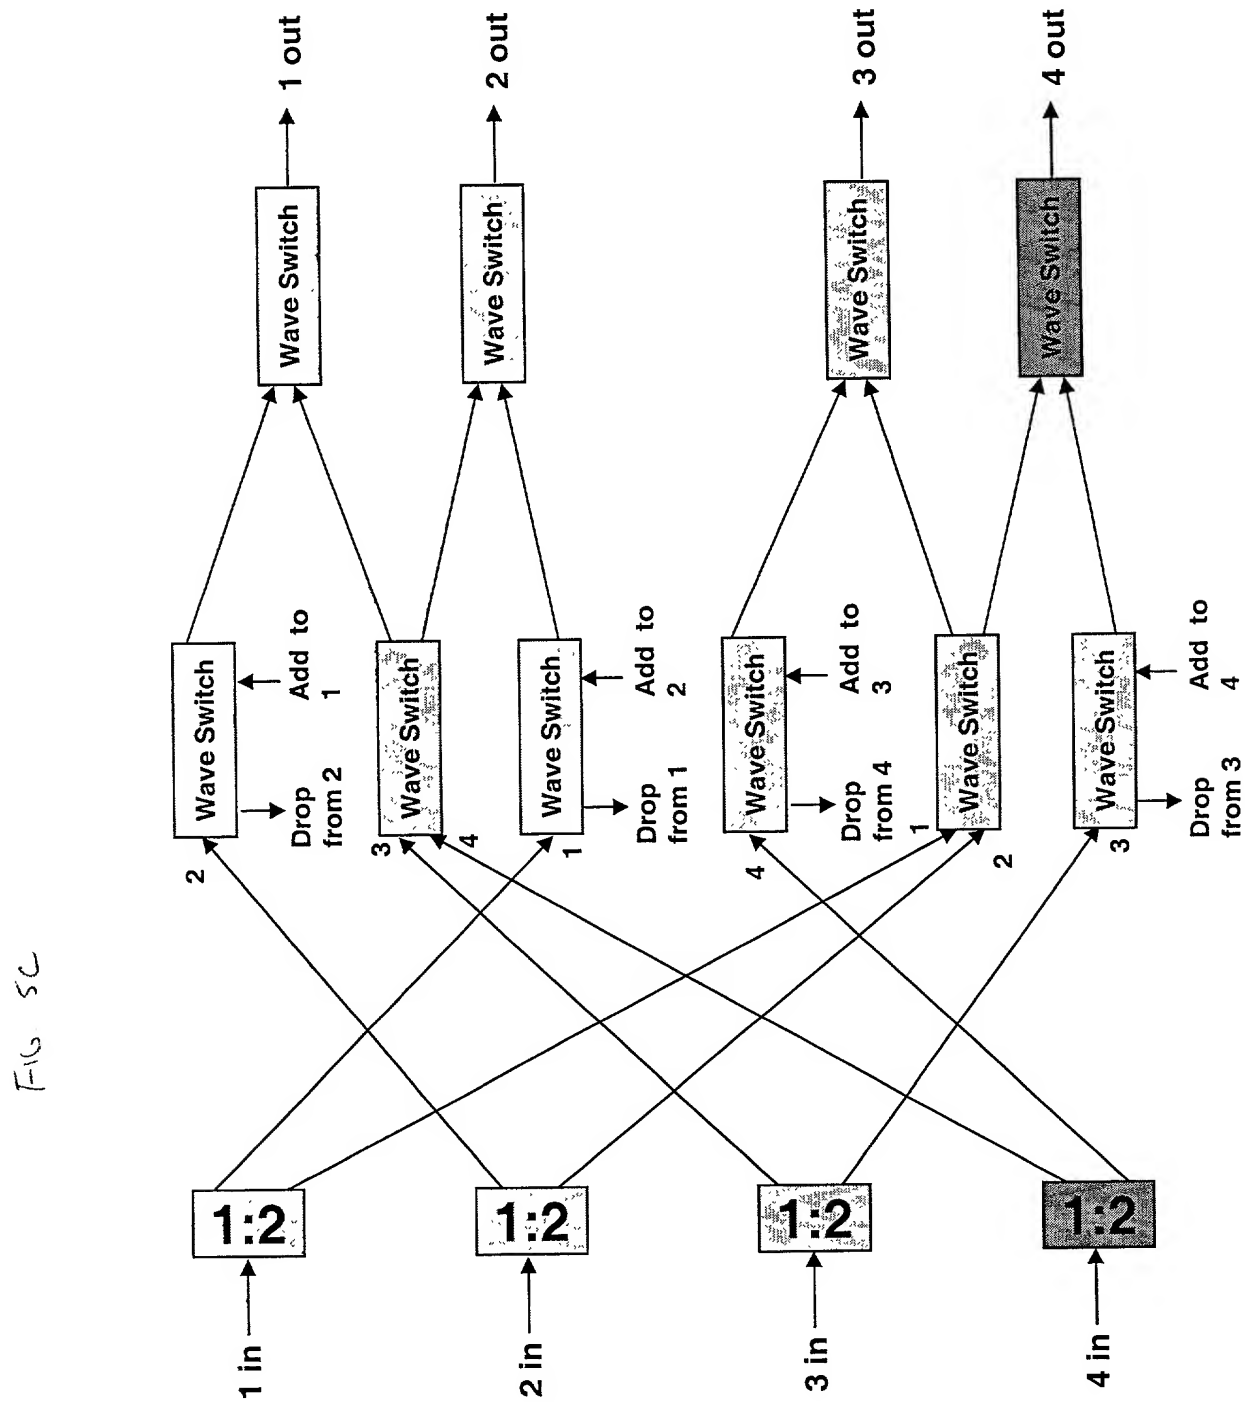 FIG 5C
1 out
2 out
3 out
4 out
Wave Switch
Wave Switch
Wave Switch
Wave Switch
Wave Switch
Add to
1
Drop
from 2
2
Wave Switch
3
4
Wave Switch
Add to
2
Drop
from 1
1
Wave Switch
Add to
3
Drop
from 4
4
Wave Switch
1
2
Wave Switch
Add to
4
Drop
from 3
3
1:2
1:2
1:2
1:2
1 in
2 in
3 in
4 in